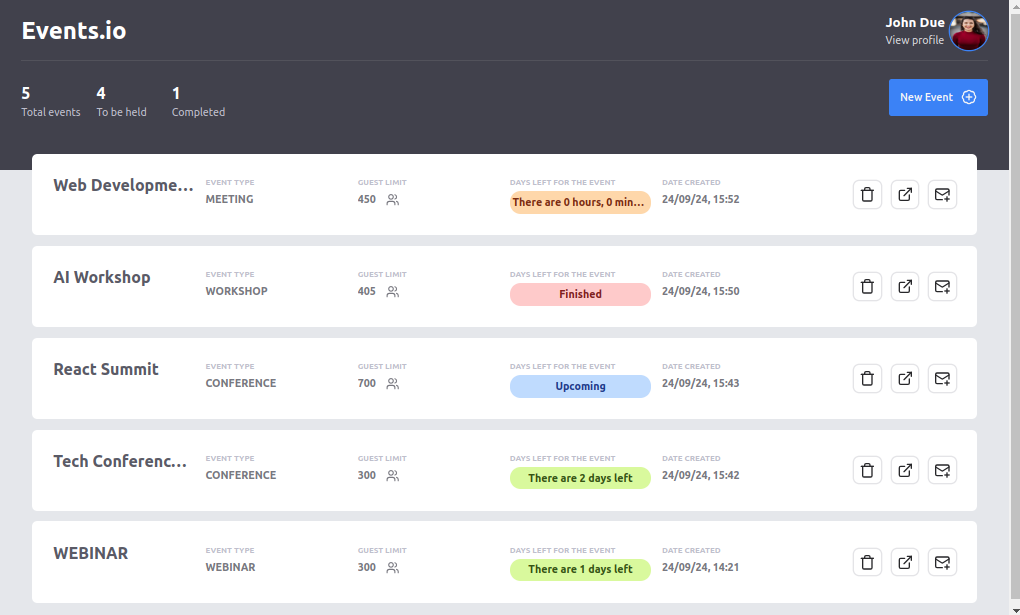 Events.io
John Due
View profile
5
Total events
4
To be held
1
Completed
New Event
Web Developme...
EVENT TYPE
MEETING
GUEST LIMIT
450
DAYS LEFT FOR THE EVENT
There are 0 hours, 0 min...
DATE CREATED
24/09/24, 15:52
AI Workshop
EVENT TYPE
WORKSHOP
GUEST LIMIT
405
DAYS LEFT FOR THE EVENT
Finished
DATE CREATED
24/09/24, 15:50
React Summit
EVENT TYPE
CONFERENCE
GUEST LIMIT
700
DAYS LEFT FOR THE EVENT
Upcoming
DATE CREATED
24/09/24, 15:43
Tech Conferenc...
EVENT TYPE
CONFERENCE
GUEST LIMIT
300
DAYS LEFT FOR THE EVENT
There are 2 days left
DATE CREATED
24/09/24, 15:42
WEBINAR
EVENT TYPE
WEBINAR
GUEST LIMIT
300
DAYS LEFT FOR THE EVENT
There are 1 days left
DATE CREATED
24/09/24, 14:21